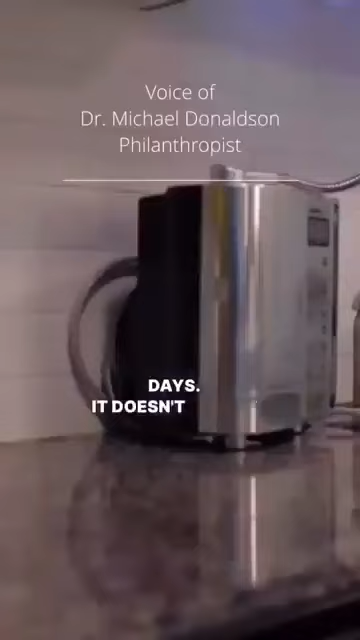 Voice of
Dr. Michael Donaldson
Philanthropist
DAYS.
IT DOESN'T